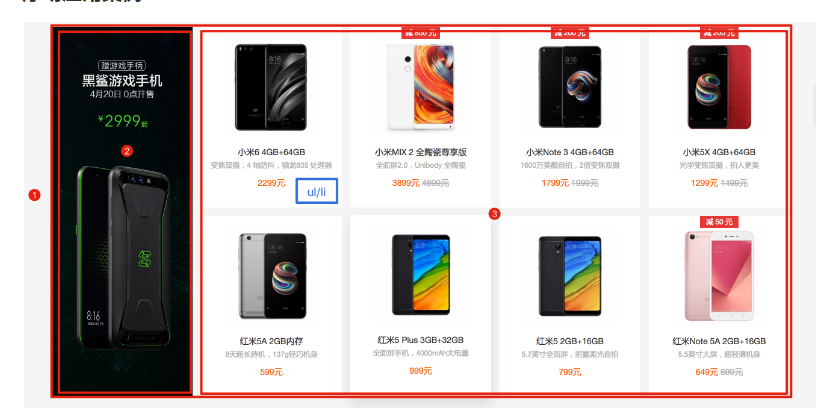 赠游戏手柄
黑鲨游戏手机
4月20日 0点开售
¥2999起
2
1
减 600 元
减 200 元
减 200 元
小米6 4GB+64GB
小米MIX 2 全陶瓷尊享版
小米Note 3 4GB+64GB
小米5X 4GB+64GB
变焦双摄，4 轴防抖，骁龙835 处理器
全面屏2.0，Unibody 全陶瓷
1600万美颜自拍，2倍变焦双摄
光学变焦双摄，拍人更美
2299元
3899元 4699元
1799元 1999元
1299元 1499元
ul/li
3
减 50 元
红米5A 2GB内存
红米5 Plus 3GB+32GB
红米5 2GB+16GB
红米Note 5A 2GB+16GB
8天超长待机，137g轻巧机身
全面屏手机，4000mAh大电量
5.7英寸全面屏，前置柔光自拍
5.5英寸大屏，超轻薄机身
599元
999元
799元
649元 699元